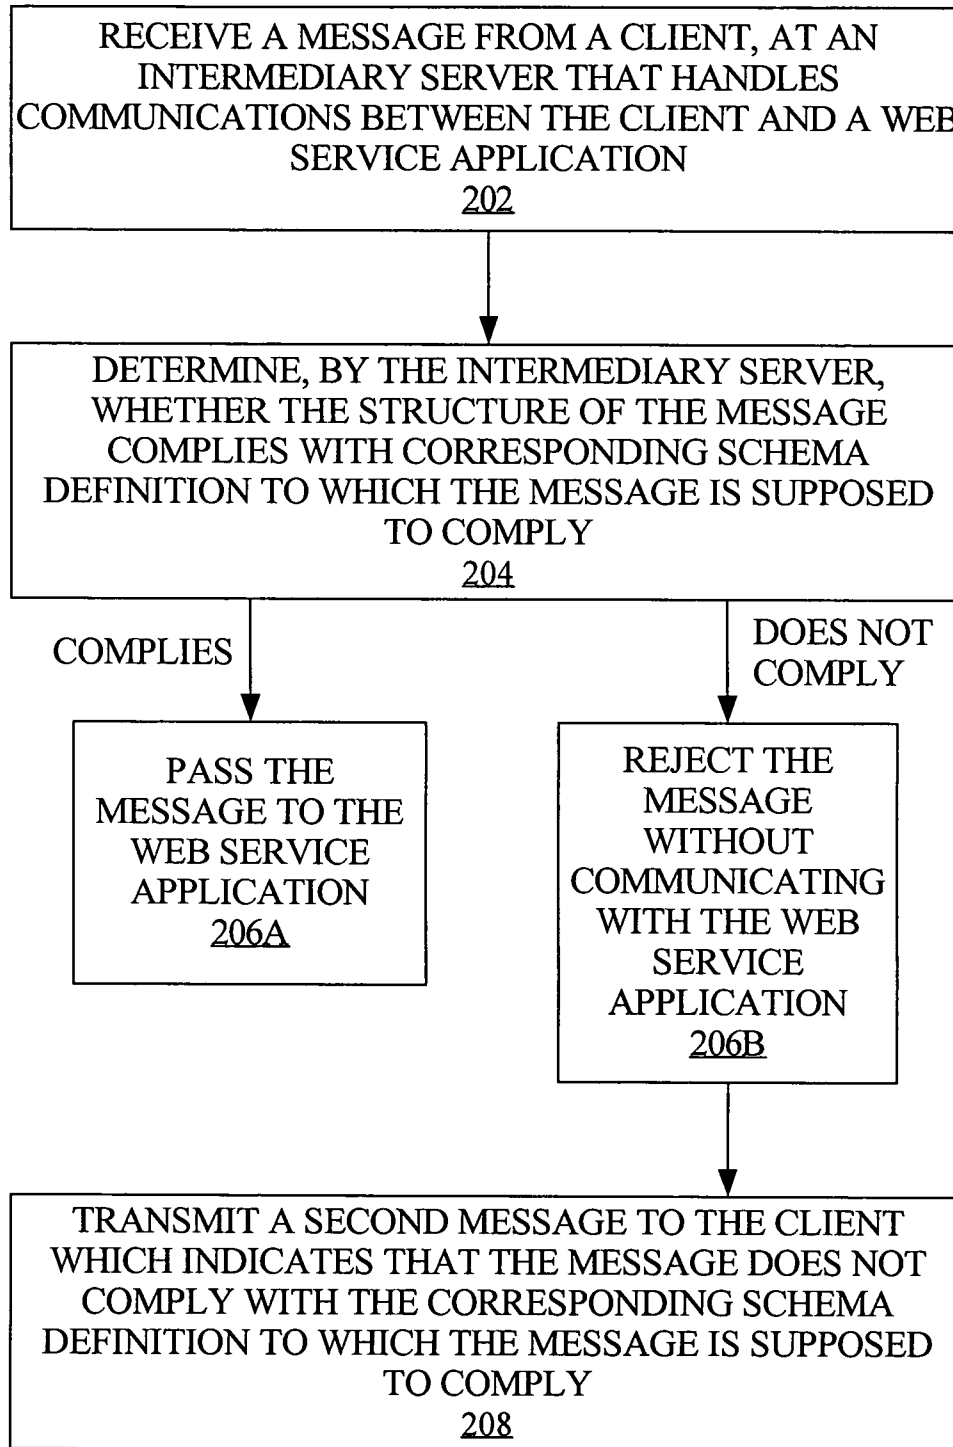 RECEIVE A MESSAGE FROM A CLIENT, AT AN
INTERMEDIARY SERVER THAT HANDLES
COMMUNICATIONS BETWEEN THE CLIENT AND A WEB
SERVICE APPLICATION
202
DETERMINE, BY THE INTERMEDIARY SERVER,
WHETHER THE STRUCTURE OF THE MESSAGE
COMPLIES WITH CORRESPONDING SCHEMA
DEFINITION TO WHICH THE MESSAGE IS SUPPOSED
TO COMPLY
204
COMPLIES
DOES NOT
COMPLY
PASS THE
MESSAGE TO THE
WEB SERVICE
APPLICATION
206A
REJECT THE
MESSAGE
WITHOUT
COMMUNICATING
WITH THE WEB
SERVICE
APPLICATION
206B
TRANSMIT A SECOND MESSAGE TO THE CLIENT
WHICH INDICATES THAT THE MESSAGE DOES NOT
COMPLY WITH THE CORRESPONDING SCHEMA
DEFINITION TO WHICH THE MESSAGE IS SUPPOSED
TO COMPLY
208